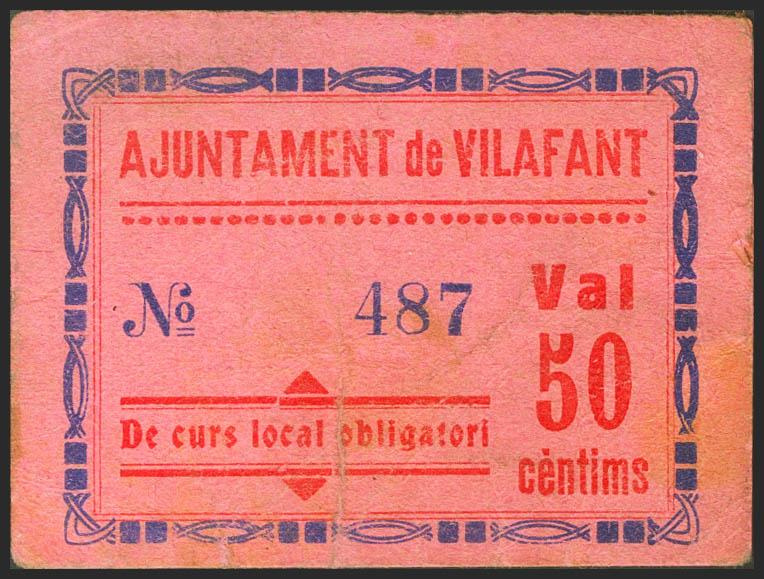 AJUNTAMENT de VILAFANT
Nº 487
Val
50
cèntims
De curs local obligatori